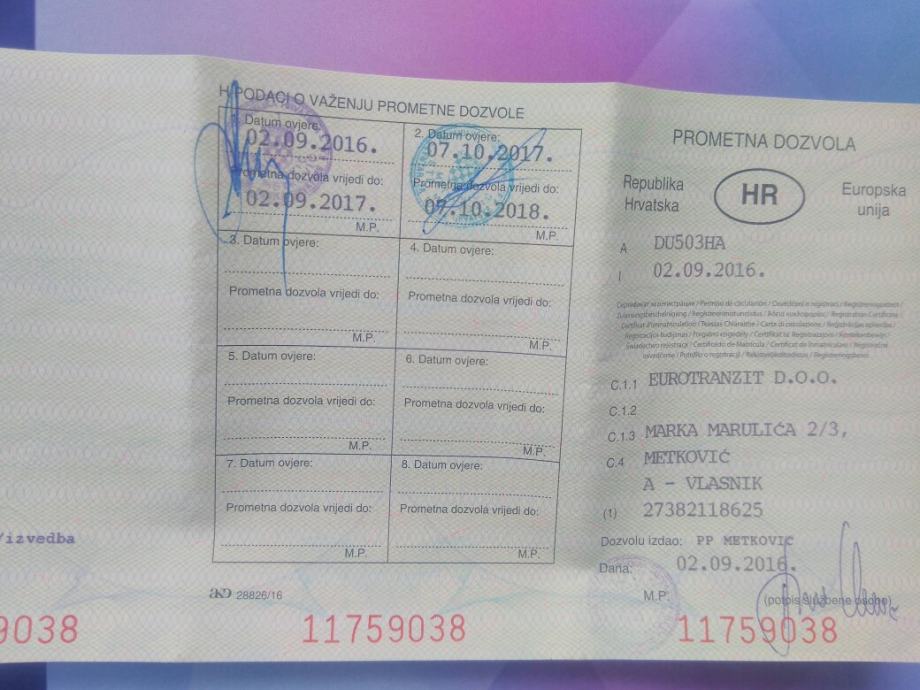 H PODACI O VAŽENJU PROMETNE DOZVOLE
Datum ovjere:
02.09.2016.
Prometna dozvola vrijedi do:
02.09.2017.
M.P.
2. Datum ovjere:
07.10.2017.
Prometna dozvola vrijedi do:
07.10.2018.
M.P.
3. Datum ovjere:
Prometna dozvola vrijedi do:
M.P.
4. Datum ovjere:
Prometna dozvola vrijedi do:
M.P.
5. Datum ovjere:
Prometna dozvola vrijedi do:
M.P.
6. Datum ovjere:
Prometna dozvola vrijedi do:
M.P.
7. Datum ovjere:
Prometna dozvola vrijedi do:
M.P.
8. Datum ovjere:
Prometna dozvola vrijedi do:
M.P.
/izvedba
AKD 28826/16
9038
11759038
PROMETNA DOZVOLA
Republika
Hrvatska
HR
Europska
unija
A DU503HA
I 02.09.2016.
C.1.1 EUROTRANZIT D.O.O.
C.1.2
C.1.3 MARKA MARULIĆA 2/3,
C.4 METKOVIĆ
A - VLASNIK
(1) 27382118625
Dozvolu izdao: PP METKOVIĆ
Dana: 02.09.2016.
M.P. (potpis službene osobe)
11759038